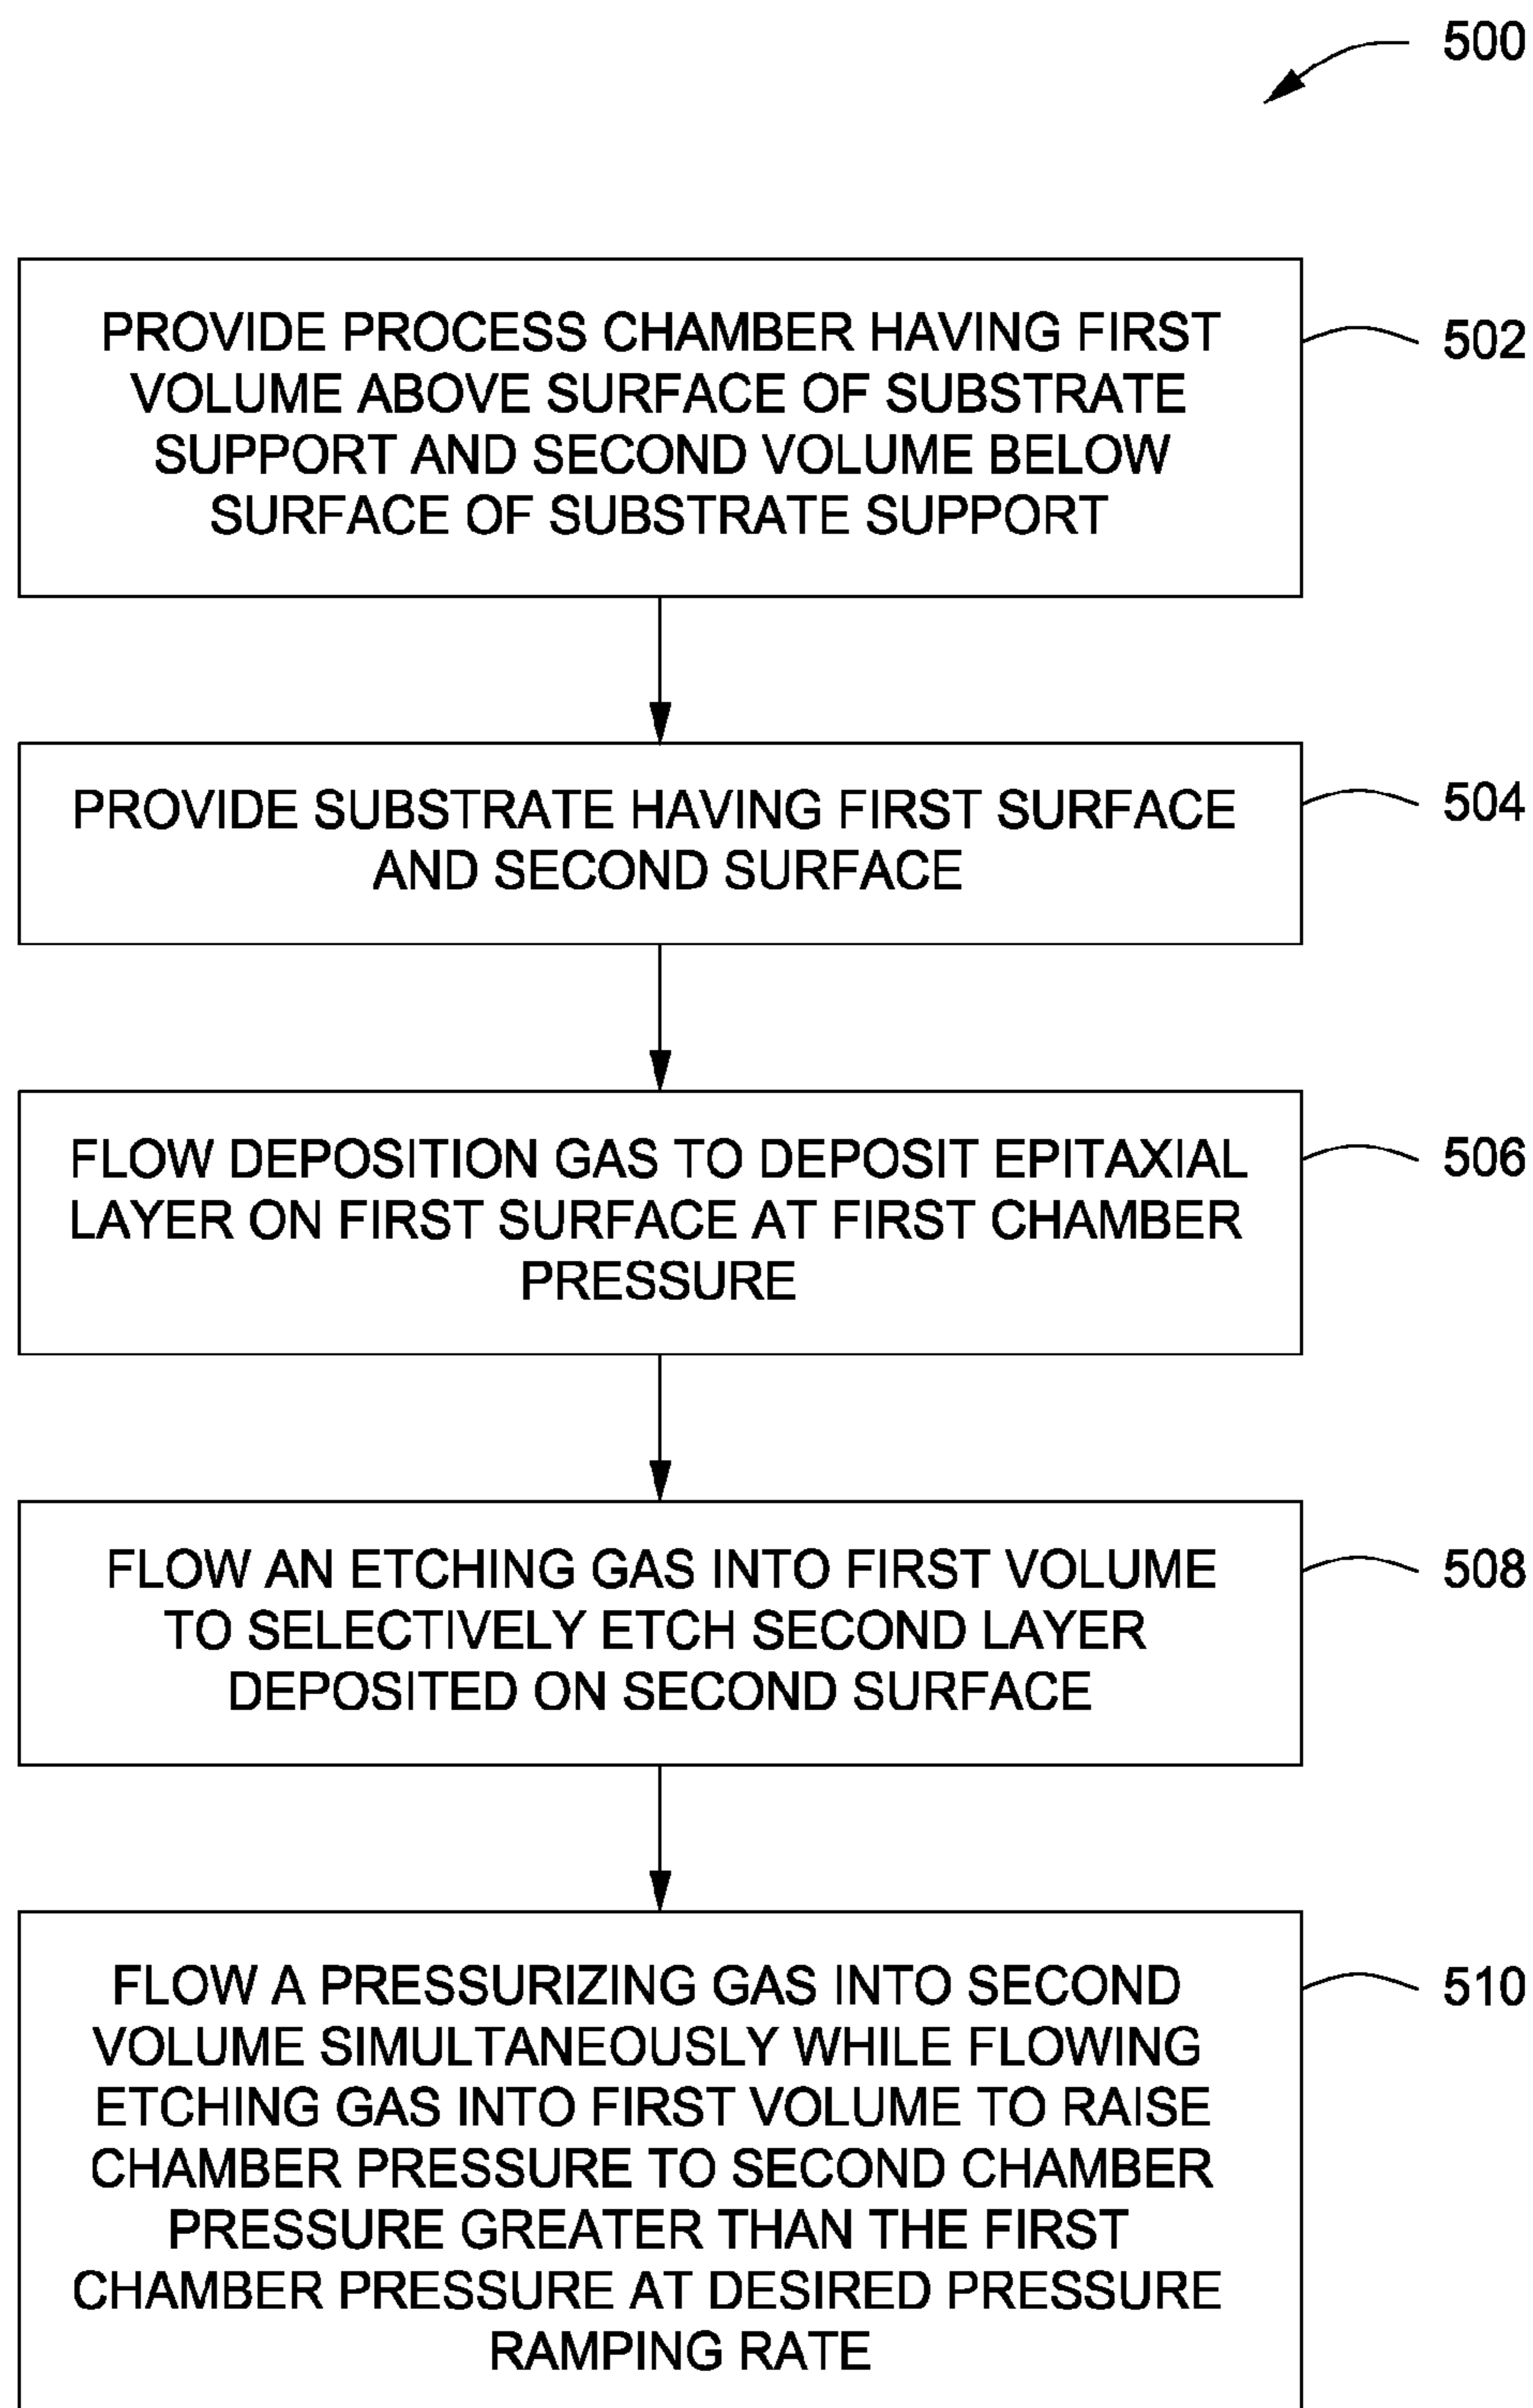 500
PROVIDE PROCESS CHAMBER HAVING FIRST
VOLUME ABOVE SURFACE OF SUBSTRATE
SUPPORT AND SECOND VOLUME BELOW
SURFACE OF SUBSTRATE SUPPORT
502
PROVIDE SUBSTRATE HAVING FIRST SURFACE
AND SECOND SURFACE
504
FLOW DEPOSITION GAS TO DEPOSIT EPITAXIAL
LAYER ON FIRST SURFACE AT FIRST CHAMBER
PRESSURE
506
FLOW AN ETCHING GAS INTO FIRST VOLUME
TO SELECTIVELY ETCH SECOND LAYER
DEPOSITED ON SECOND SURFACE
508
FLOW A PRESSURIZING GAS INTO SECOND
VOLUME SIMULTANEOUSLY WHILE FLOWING
ETCHING GAS INTO FIRST VOLUME TO RAISE
CHAMBER PRESSURE TO SECOND CHAMBER
PRESSURE GREATER THAN THE FIRST
CHAMBER PRESSURE AT DESIRED PRESSURE
RAMPING RATE
510